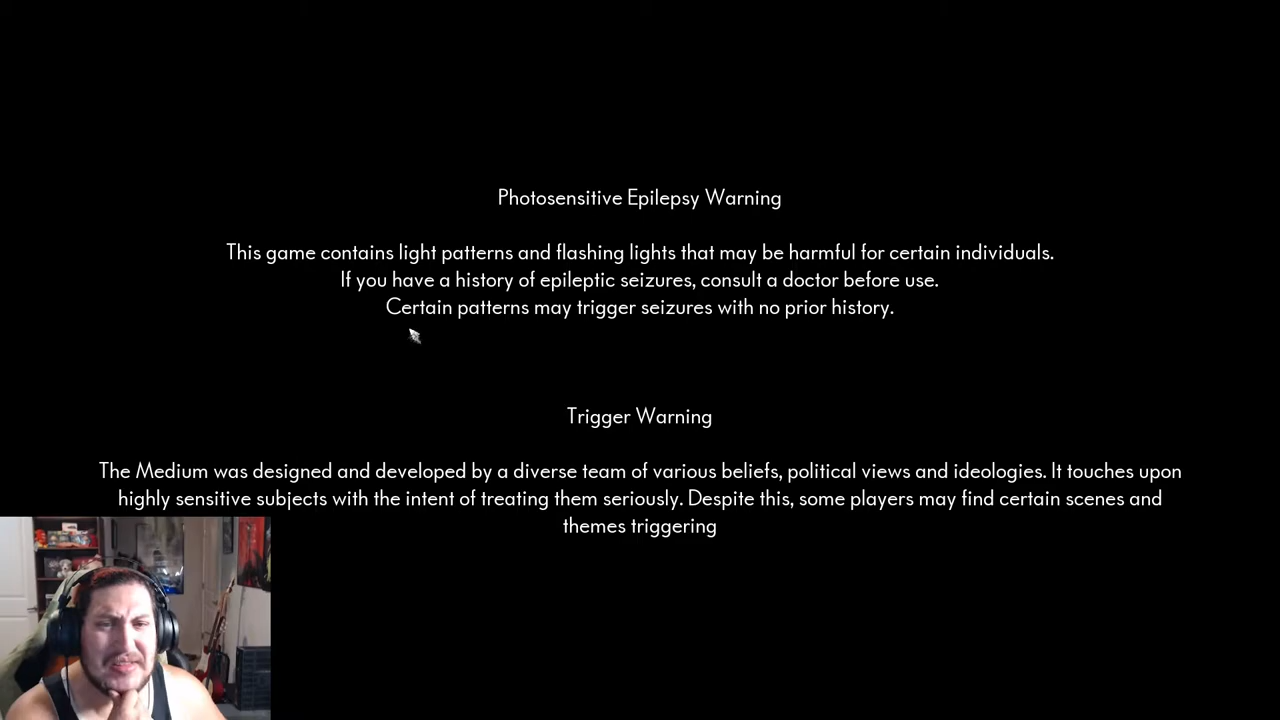 Photosensitive Epilepsy Warning
This game contains light patterns and flashing lights that may be harmful for certain individuals.
If you have a history of epileptic seizures, consult a doctor before use.
Certain patterns may trigger seizures with no prior history.
Trigger Warning
The Medium was designed and developed by a diverse team of various beliefs, political views and ideologies. It touches upon
highly sensitive subjects with the intent of treating them seriously. Despite this, some players may find certain scenes and
themes triggering